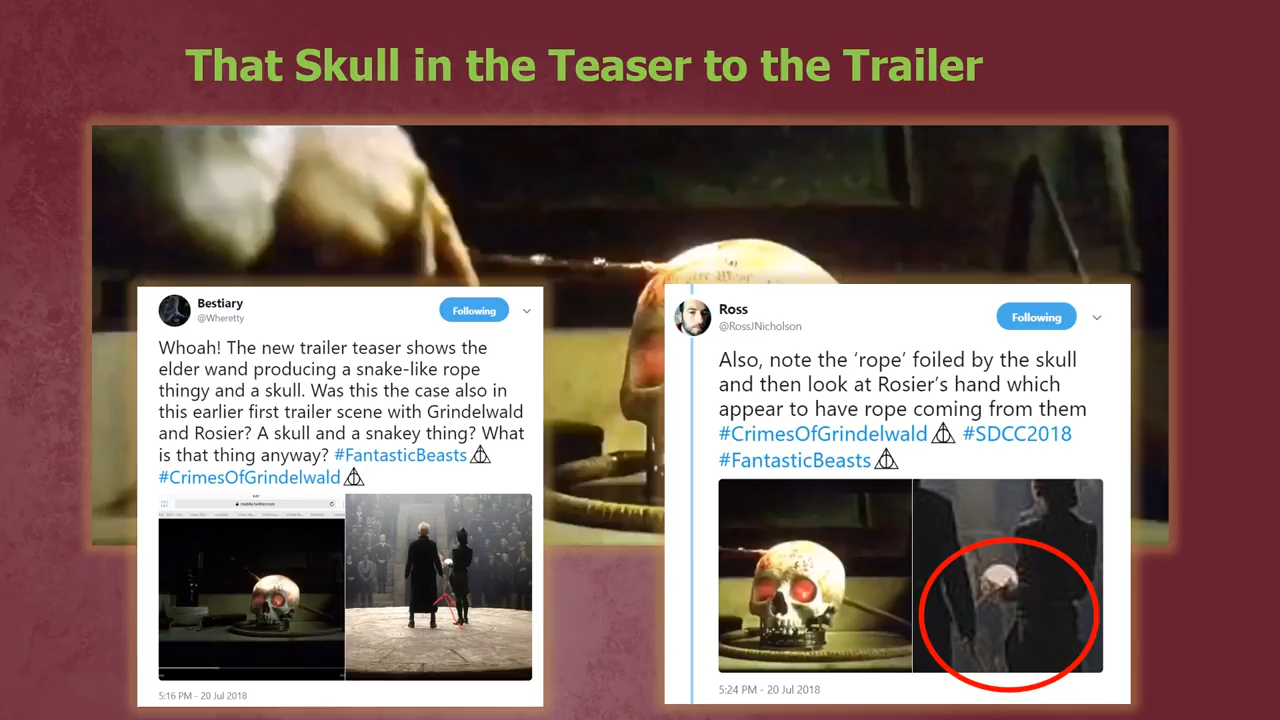 That Skull in the Teaser to the Trailer
Bestiary
@Wheretty
Following
Whoah! The new trailer teaser shows the
elder wand producing a snake-like rope
thingy and a skull. Was this the case also in
this earlier first trailer scene with Grindelwald
and Rosier? A skull and a snakey thing? What
is that thing anyway? #FantasticBeasts
#CrimesOfGrindelwald
mobile.twitter.com
5:16 PM - 20 Jul 2018
Ross
@RossJNicholson
Following
Also, note the ‘rope’ foiled by the skull
and then look at Rosier’s hand which
appear to have rope coming from them
#CrimesOfGrindelwald #SDCC2018
#FantasticBeasts
5:24 PM - 20 Jul 2018